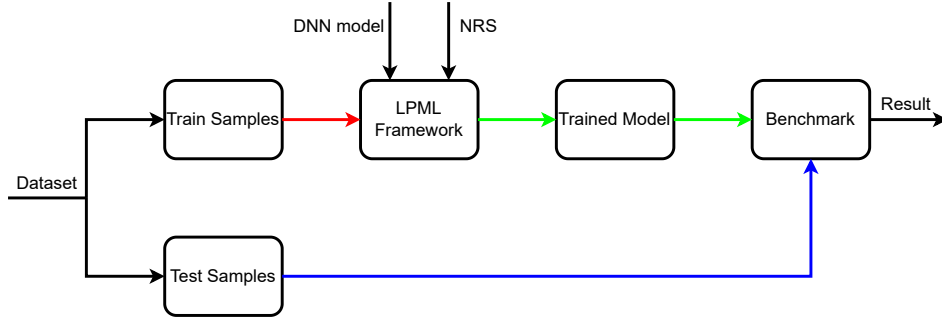 DNN model
NRS
Train Samples
LPML
Framework
Trained Model
Benchmark
Result
Dataset
Test Samples